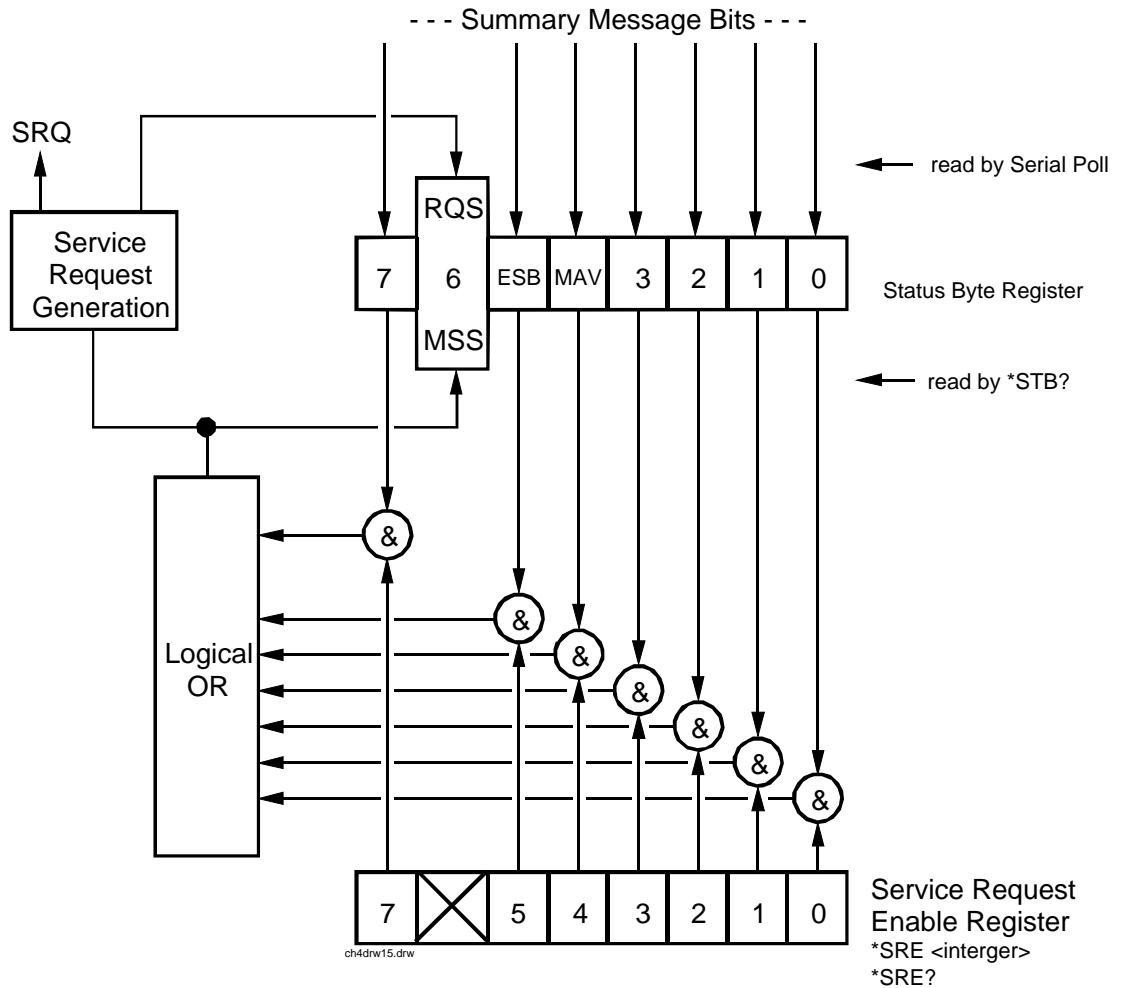 - - - Summary Message Bits - - -
SRQ
read by Serial Poll
RQS
Service
Request
Generation
7 6 ESB MAV 3 2 1 0
Status Byte Register
MSS
read by *STB?
&
&
Logical
OR
&
&
&
&
&
7 5 4 3 2 1 0
Service Request
Enable Register
*SRE <interger>
*SRE?
ch4drw15.drw